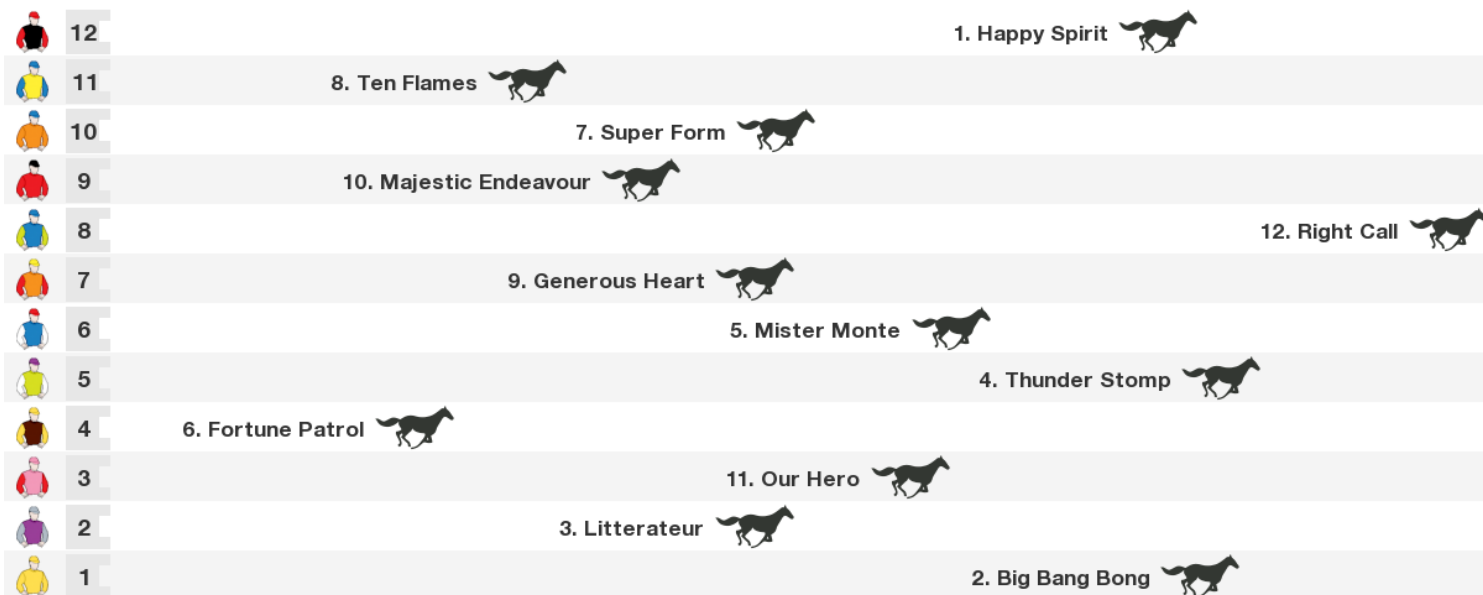 12 1. Happy Spirit
11 8. Ten Flames
10 7. Super Form
9 10. Majestic Endeavour
8 12. Right Call
7 9. Generous Heart
6 5. Mister Monte
5 4. Thunder Stomp
4 6. Fortune Patrol
3 11. Our Hero
2 3. Litterateur
1 2. Big Bang Bong